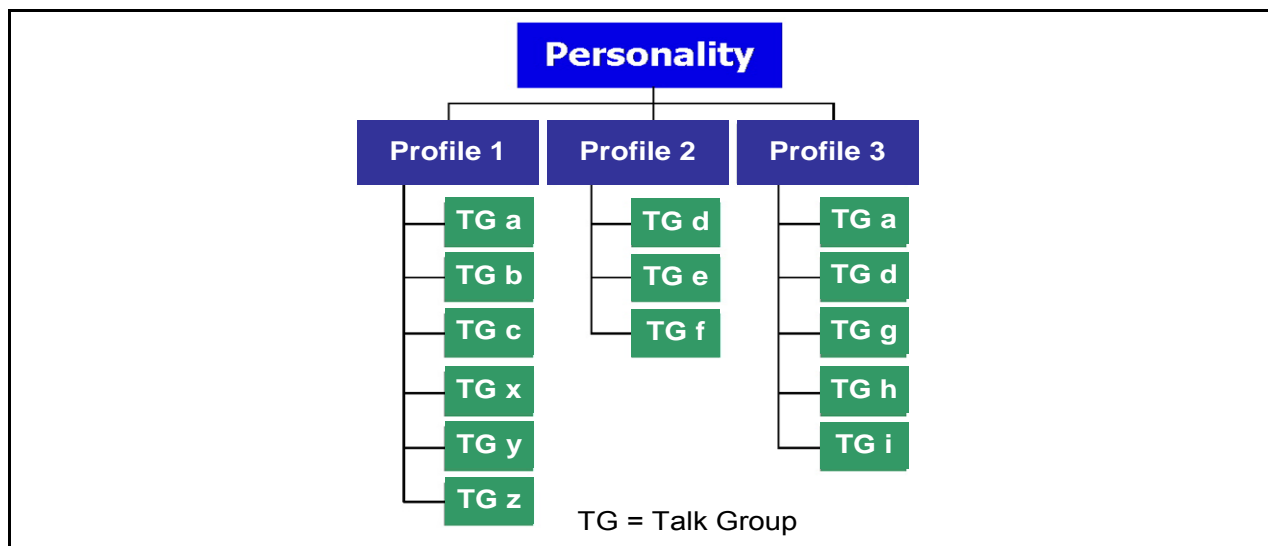 Personality
Profile 1
TG a
TG b
TG c
TG x
TG y
TG z
Profile 2
TG d
TG e
TG f
Profile 3
TG a
TG d
TG g
TG h
TG i
TG = Talk Group